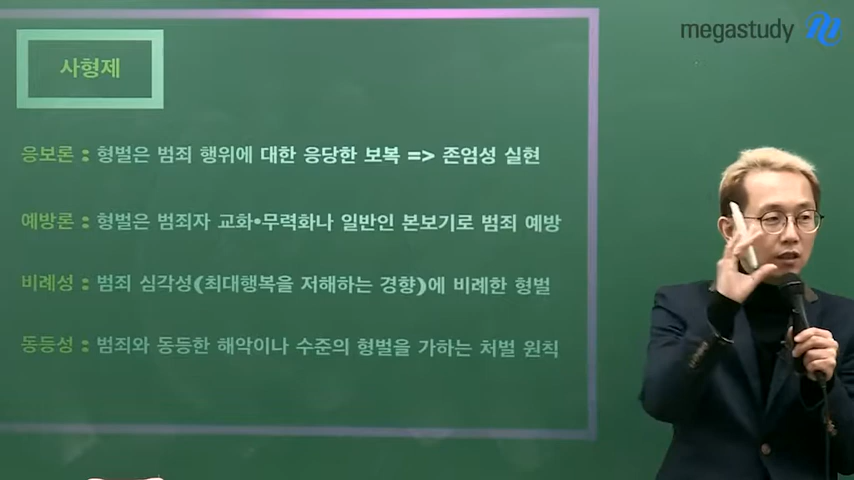 megastudy
사형제
응보론 : 형벌은 범죄 행위에 대한 응당한 보복 => 존엄성 실현
예방론 : 형벌은 범죄자 교화•무력화나 일반인 본보기로 범죄 예방
비례성 : 범죄 심각성(최대행복을 저해하는 경향)에 비례한 형벌
동등성 : 범죄와 동등한 해악이나 수준의 형벌을 가하는 처벌 원칙